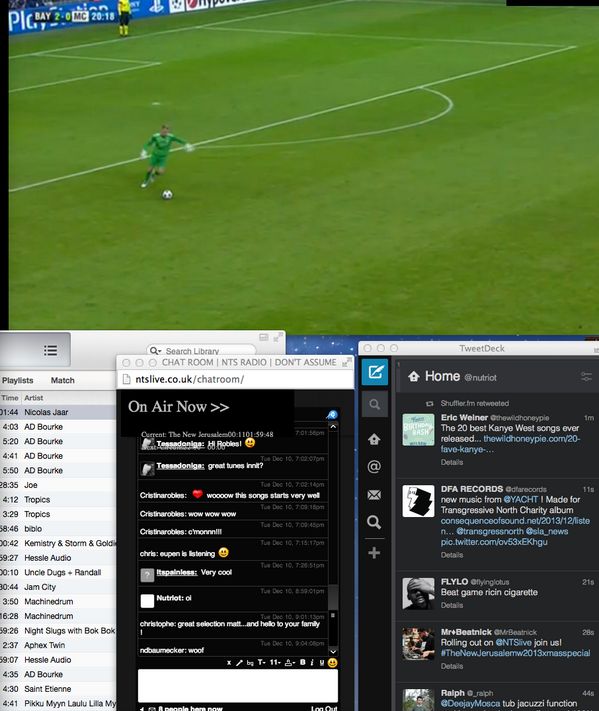 PlayStation
BAY 2-0 MC 20:18
Search Library
Playlists Match
Time Artist
01:44 Nicolas Jaar
4:03 AD Bourke
5:20 AD Bourke
4:41 AD Bourke
5:50 AD Bourke
28:35 Joe
4:12 Tropics
3:29 Tropics
58:46 bibio
00:42 Kemistry & Storm & Goldie
59:27 Hessle Audio
00:10 Uncle Dugs + Randall
30:44 Jam City
3:50 Machinedrum
16:28 Machinedrum
59:26 Night Slugs with Bok Bok
2:37 Aphex Twin
59:07 Hessle Audio
4:35 AD Bourke
4:30 Saint Etienne
4:41 Pikku Myyn Laulu Lilla My
CHAT ROOM | NTS RADIO | DON'T ASSUME
ntslive.co.uk/chatroom/
On Air Now >>
Current: The New Jerusalem00:1101:59:48
Tue Dec 10, 7:01:56pm
Tessadoniga: Hi Robles!
Tue Dec 10, 7:02:07pm
Tessadoniga: great tunes innit?
Tue Dec 10, 7:02:14pm
Cristinarobles: woooow this songs starts very well
Tue Dec 10, 7:09:16pm
Cristinarobles: wow wow wow
Tue Dec 10, 7:09:45pm
Cristinarobles: c'monnn!!!
Tue Dec 10, 7:15:17pm
chris: eupen is listening
Tue Dec 10, 7:26:51pm
Itspainless: Very cool
Tue Dec 10, 8:59:01pm
Nutriot: oi
Tue Dec 10, 9:01:13pm
christophe: great selection matt...and hello to your family
!
Tue Dec 10, 9:04:08pm
ndbaumecker: woof
x bg T- 11- A- B i u
8 people here now Log Out
TweetDeck
Home @nutriot
Shuffler.fm retweeted
Eric Weiner @thewildhoneypie 1m
The 20 best Kanye West songs
ever released... thewildhoneypie.com/20-
fave-kanye-…
Details
DFA RECORDS @dfarecords 11s
new music from @YACHT ! Made for
Transgressive North Charity album
consequenceofsound.net/2013/12/liste
n… @transgressnorth @sla_news
pic.twitter.com/ov53xEKhgu
Details
FLYLO @flyinglotus 21s
Beat game ricin cigarette
Details
Mr★Beatnick @MrBeatnick 28s
Rolling out on @NTSlive join us!
#TheNewJerusalemw2013xmasspecial
Details
Ralph @_ralph 44s
@DeejayMosca tub jacuzzi function